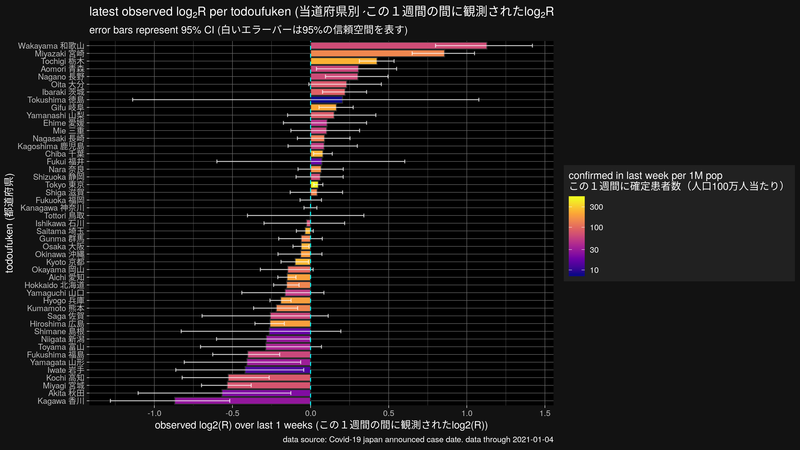 latest observed log2R per todoufuken (当道府県別・この１週間の間に観測されたlog2R
error bars represent 95% CI (白いエラーバーは95%の信頼空間を表す)
todoufuken (都道府県)
Wakayama 和歌山
Miyazaki 宮崎
Tochigi 栃木
Aomori 青森
Nagano 長野
Oita 大分
Ibaraki 茨城
Tokushima 徳島
Gifu 岐阜
Yamanashi 山梨
Ehime 愛媛
Mie 三重
Nagasaki 長崎
Kagoshima 鹿児島
Chiba 千葉
Fukui 福井
Nara 奈良
Shizuoka 静岡
Tokyo 東京
Shiga 滋賀
Fukuoka 福岡
Kanagawa 神奈川
Tottori 鳥取
Ishikawa 石川
Saitama 埼玉
Gunma 群馬
Osaka 大阪
Okinawa 沖縄
Kyoto 京都
Okayama 岡山
Aichi 愛知
Hokkaido 北海道
Yamaguchi 山口
Hyogo 兵庫
Kumamoto 熊本
Saga 佐賀
Hiroshima 広島
Shimane 島根
Niigata 新潟
Toyama 富山
Fukushima 福島
Yamagata 山形
Iwate 岩手
Kochi 高知
Miyagi 宮城
Akita 秋田
Kagawa 香川
-1.0 -0.5 0.0 0.5 1.0 1.5
observed log2(R) over last 1 weeks (この１週間の間に観測されたlog2(R))
data source: Covid-19 japan announced case date. data through 2021-01-04
confirmed in last week per 1M pop
この１週間に確定患者数（人口100万人当たり）
300
100
30
10